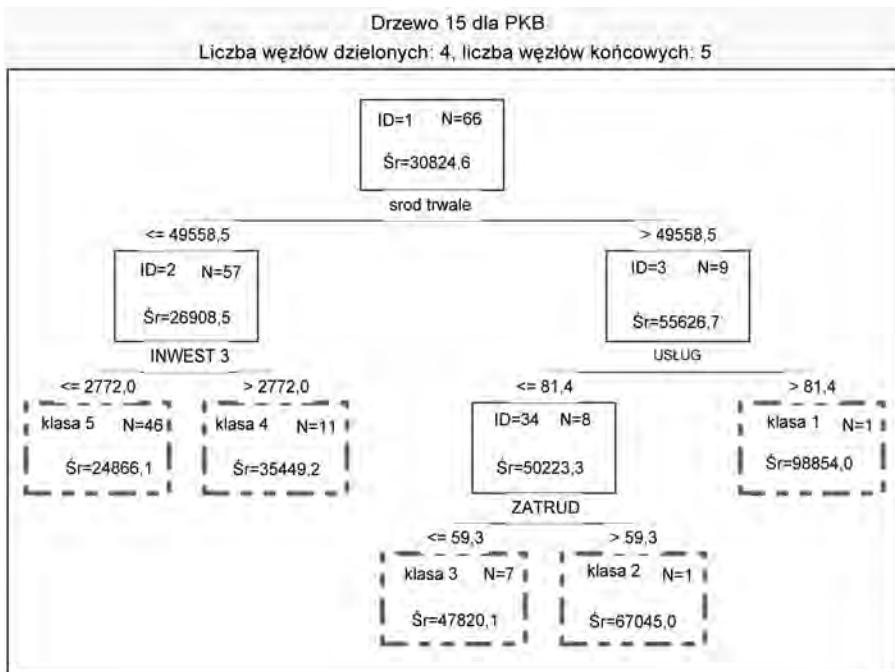 Drzewo 15 dla PKB
Liczba węzłów dzielonych: 4, liczba węzłów końcowych: 5
ID=1 N=66
Śr=30824,6
srod trwale
<= 49558,5 > 49558,5
ID=2 N=57 ID=3 N=9
Śr=26908,5 Śr=55626,7
INWEST 3 USŁUG
<= 2772,0 > 2772,0 <= 81,4 > 81,4
klasa 5 N=46 klasa 4 N=11 ID=34 N=8 klasa 1 N=1
Śr=24866,1 Śr=35449,2 Śr=50223,3 Śr=98854,0
ZATRUD
<= 59,3 > 59,3
klasa 3 N=7 klasa 2 N=1
Śr=47820,1 Śr=67045,0